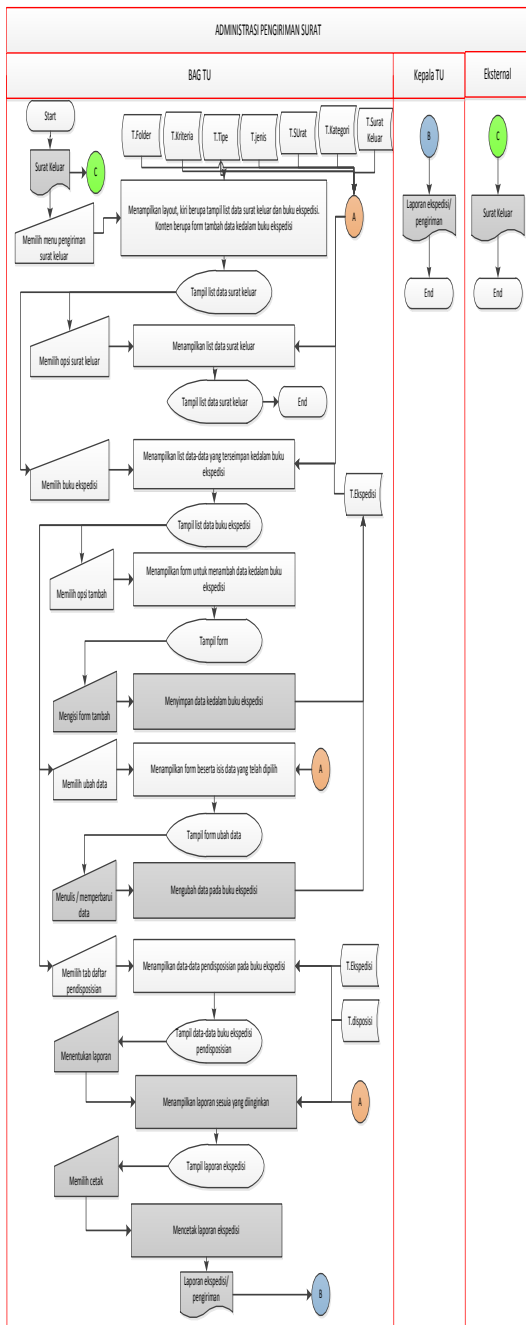 ADMINISTRASI PENGIRIMAN SURAT
BAG TU
Kepala TU
Eksternal
Start
T.Folder
T.Kriteria
T.Tipe
T.jenis
T.SUrat
T.Kategori
T.Surat
Keluar
B
C
Surat Keluar
C
Menampilkan layout, kiri berupa tampil list data surat keluar dan buku ekspedisi.
Konten berupa form tambah data kedalam buku ekspedisi
A
Laporan ekspedisi/
pengiriman
Surat Keluar
Memilih menu pengiriman
surat keluar
End
End
Tampil list data surat keluar
Memilih opsi surat keluar
Menampilkan list data surat keluar
Tampil list data surat keluar
End
Memilih buku ekspedisi
Menampilkan list data-data yang terseimpan kedalam buku
ekspedisi
T.Ekspedisi
Tampil list data buku ekspedisi
Memilih opsi tambah
Menampilkan form untuk menambah data kedalam buku
ekspedisi
Tampil form
Mengisi form tambah
Menyimpan data kedalam buku ekspedisi
Memilih ubah data
Menampilkan form beserta isis data yang telah dipilih
A
Tampil form ubah data
Menulis / memperbarui
data
Mengubah data pada buku ekspedisi
Memilih tab daftar
pendisposisian
Menampilkan data-data pendisposisian pada buku ekspedisi
T.Ekspedisi
T.disposisi
Tampil data-data buku ekspedisi
pendisposisian
Menentukan laporan
Menampilkan laporan sesuia yang diinginkan
A
Tampil laporan ekspedisi
Memilih cetak
Mencetak laporan ekspedisi
Laporan ekspedisi/
pengiriman
B